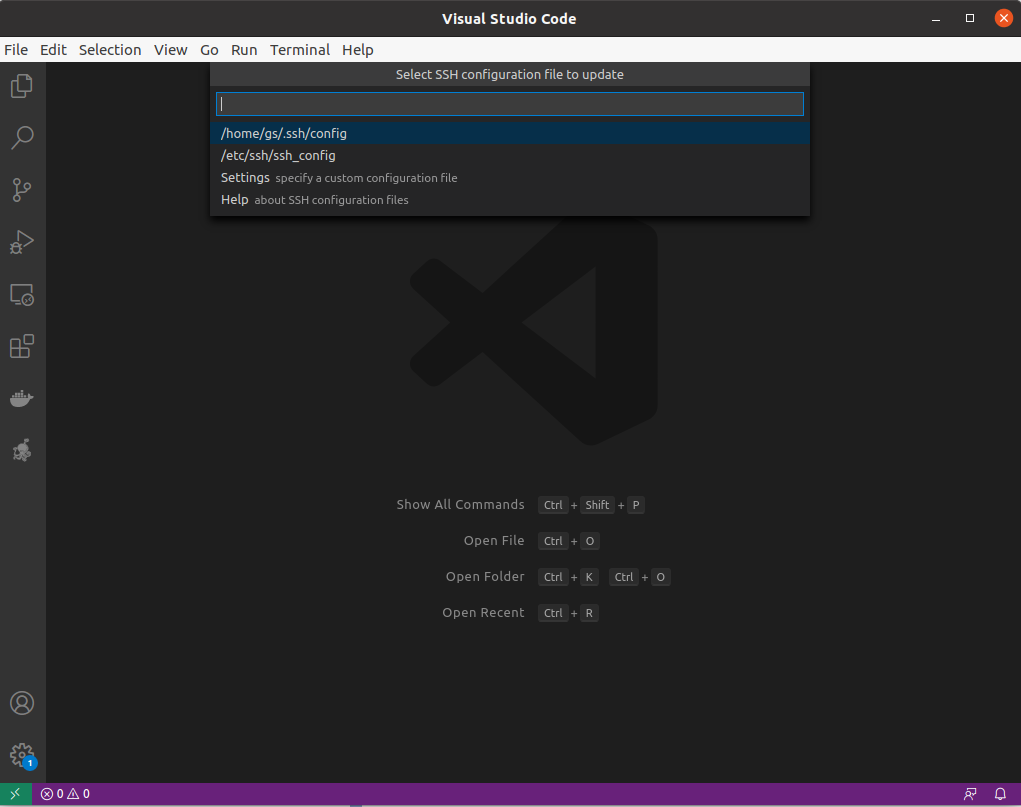 Visual Studio Code
File Edit Selection View Go Run Terminal Help
Select SSH configuration file to update
/home/gs/.ssh/config
/etc/ssh/ssh_config
Settings specify a custom configuration file
Help about SSH configuration files
Show All Commands Ctrl + Shift + P
Open File Ctrl + O
Open Folder Ctrl + K Ctrl + O
Open Recent Ctrl + R
1
0 0